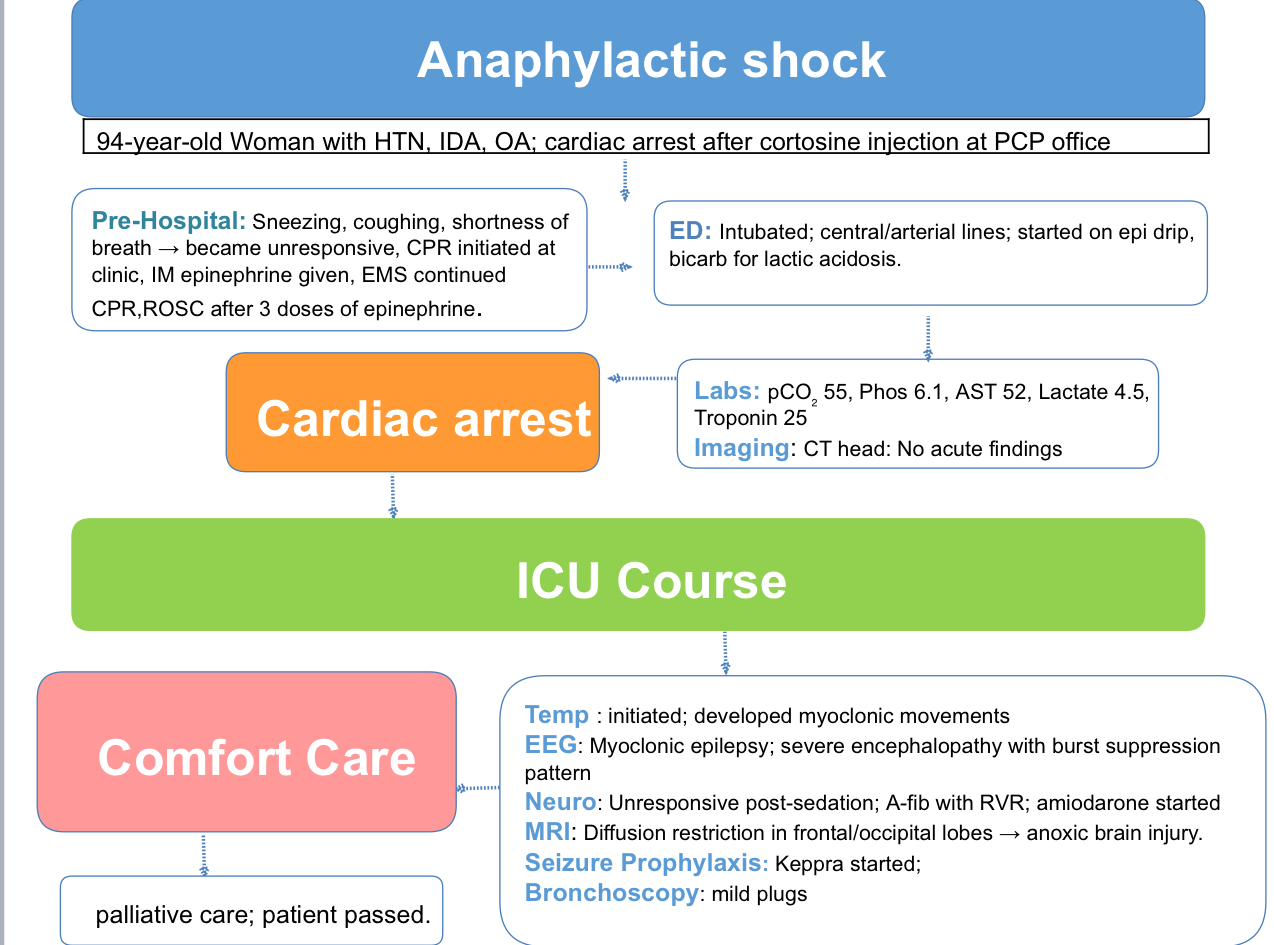 Anaphylactic shock
94-year-old Woman with HTN, IDA, OA; cardiac arrest after cortosine injection at PCP office
Pre-Hospital: Sneezing, coughing, shortness of
breath → became unresponsive, CPR initiated at
clinic, IM epinephrine given, EMS continued
CPR,ROSC after 3 doses of epinephrine.
ED: Intubated; central/arterial lines; started on epi drip,
bicarb for lactic acidosis.
Labs: pCO₂ 55, Phos 6.1, AST 52, Lactate 4.5,
Troponin 25
Imaging: CT head: No acute findings
Cardiac arrest
ICU Course
Temp : initiated; developed myoclonic movements
EEG: Myoclonic epilepsy; severe encephalopathy with burst suppression
pattern
Neuro: Unresponsive post-sedation; A-fib with RVR; amiodarone started
MRI: Diffusion restriction in frontal/occipital lobes → anoxic brain injury.
Seizure Prophylaxis: Keppra started;
Bronchoscopy: mild plugs
Comfort Care
palliative care; patient passed.